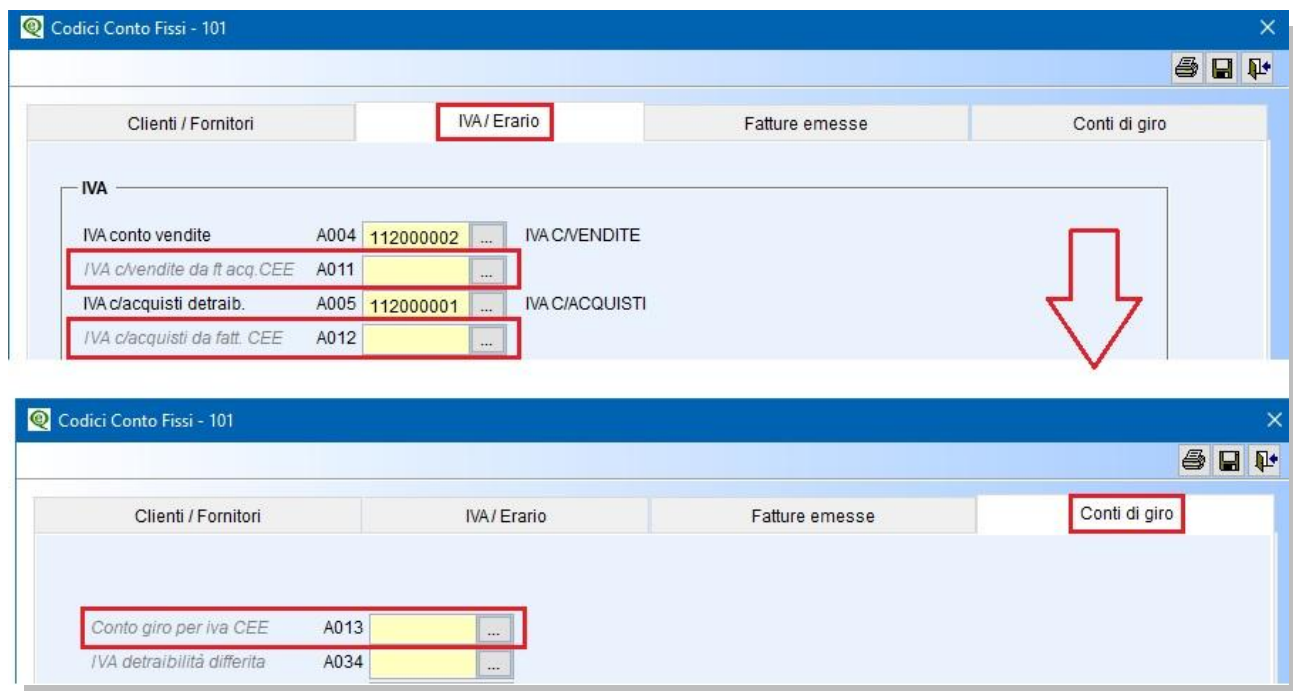 Codici Conto Fissi - 101
Clienti / Fornitori IVA / Erario Fatture emesse Conti di giro
IVA
IVA conto vendite A004 112000002 ... IVA C/VENDITE
IVA c/vendite da ft acq.CEE A011 ...
IVA c/acquisti detraib. A005 112000001 ... IVA C/ACQUISTI
IVA c/acquisti da fatt. CEE A012 ...
Codici Conto Fissi - 101
Clienti / Fornitori IVA / Erario Fatture emesse Conti di giro
Conto giro per iva CEE A013 ...
IVA detraibilità differita A034 ...